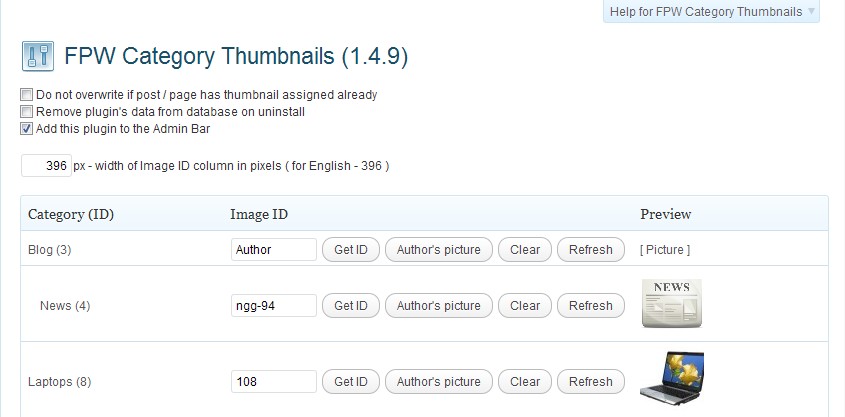 Help for FPW Category Thumbnails
FPW Category Thumbnails (1.4.9)
Do not overwrite if post / page has thumbnail assigned already
Remove plugin's data from database on uninstall
Add this plugin to the Admin Bar
396 px - width of Image ID column in pixels ( for English - 396 )
Category (ID) Image ID Preview
Blog (3) Author Get ID Author's picture Clear Refresh [ Picture ]
NEWS
News (4) ngg-94 Get ID Author's picture Clear Refresh
Laptops (8) 108 Get ID Author's picture Clear Refresh